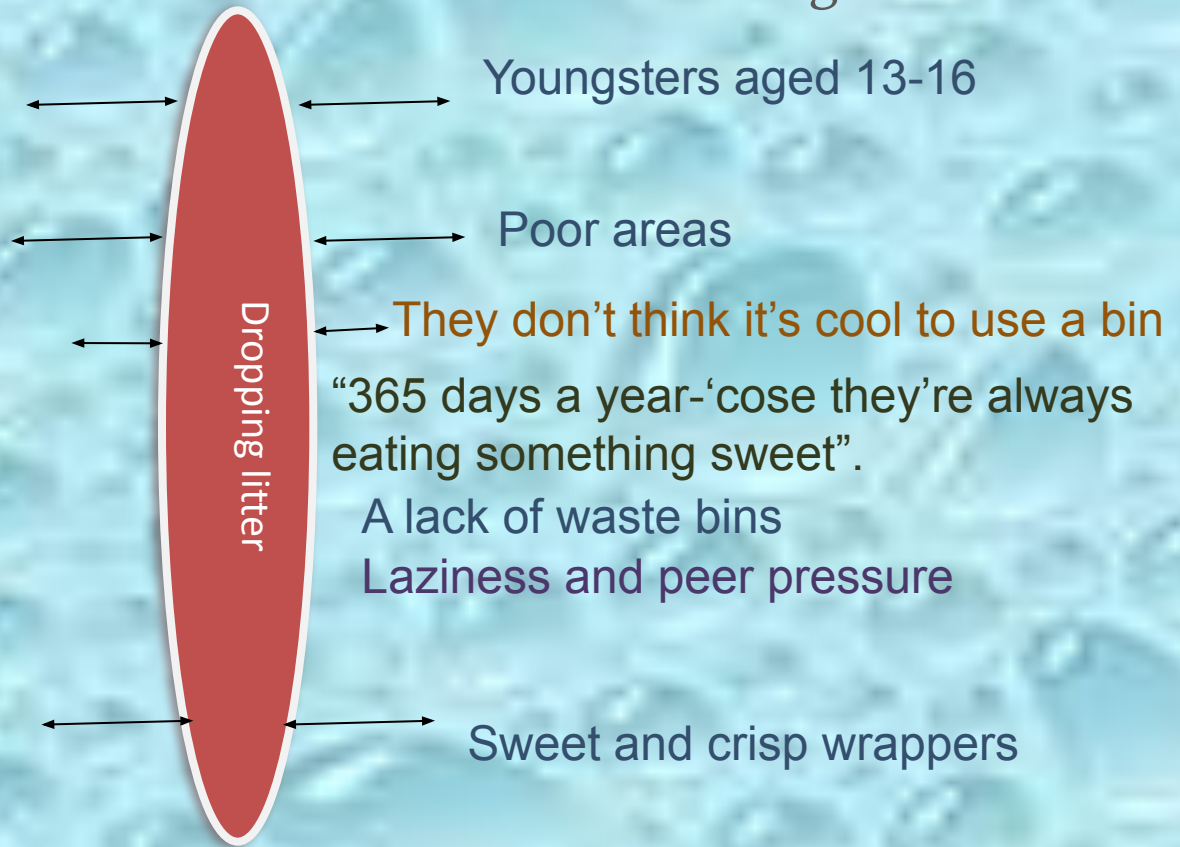 Youngsters aged 13-16
Poor areas
They don’t think it’s cool to use a bin
“365 days a year-‘cose they’re always
eating something sweet”.
A lack of waste bins
Laziness and peer pressure
Sweet and crisp wrappers
Dropping litter